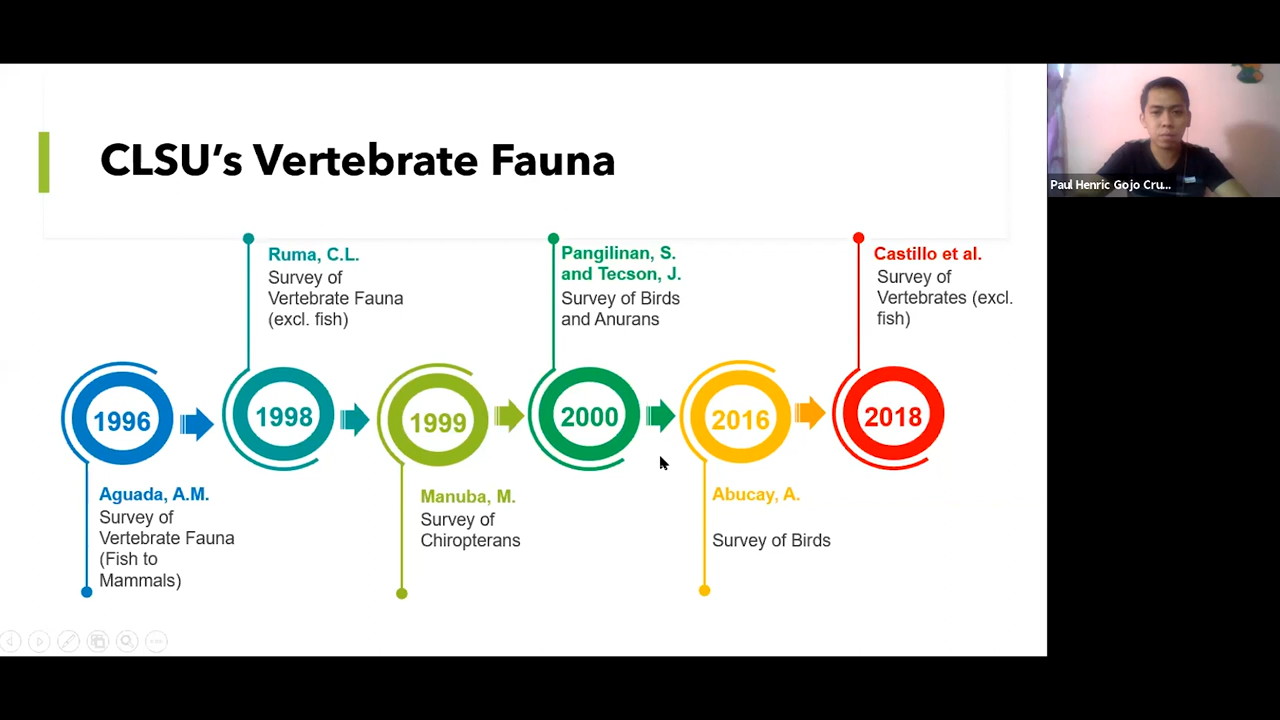 CLSU's Vertebrate Fauna
Paul Henric Gojo Cru...
Ruma, C.L.
Survey of
Vertebrate Fauna
(excl. fish)
Pangilinan, S.
and Tecson, J.
Survey of Birds
and Anurans
Castillo et al.
Survey of
Vertebrates (excl.
fish)
1996
1998
1999
2000
2016
2018
Aguada, A.M.
Survey of
Vertebrate Fauna
(Fish to
Mammals)
Manuba, M.
Survey of
Chiropterans
Abucay, A.
Survey of Birds